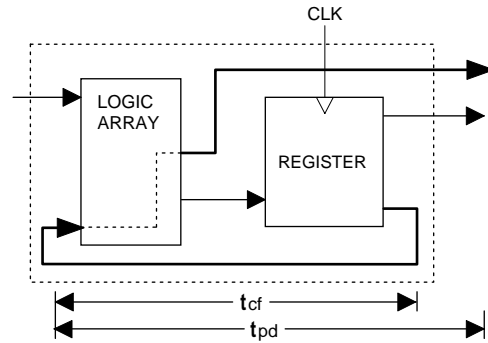 CLK
LOGIC
ARRAY
REGISTER
tcf
tpd